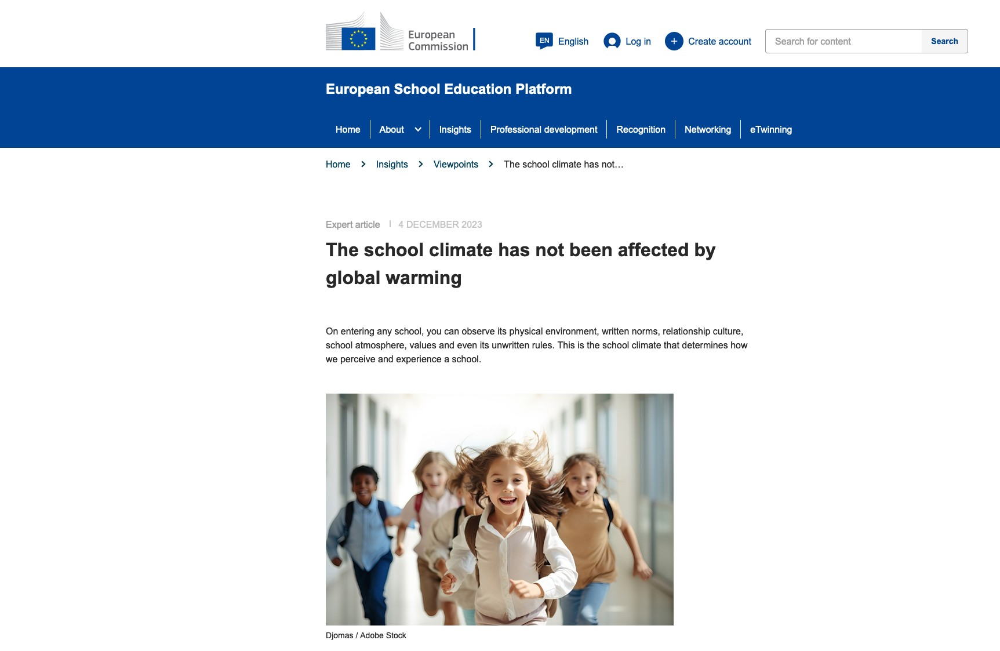 European
Commission
EN English
Log in
Create account
Search for content
Search
European School Education Platform
Home
About
Insights
Professional development
Recognition
Networking
eTwinning
Home
Insights
Viewpoints
The school climate has not…
Expert article
4 DECEMBER 2023
The school climate has not been affected by
global warming
On entering any school, you can observe its physical environment, written norms, relationship culture,
school atmosphere, values and even its unwritten rules. This is the school climate that determines how
we perceive and experience a school.
Djomas / Adobe Stock